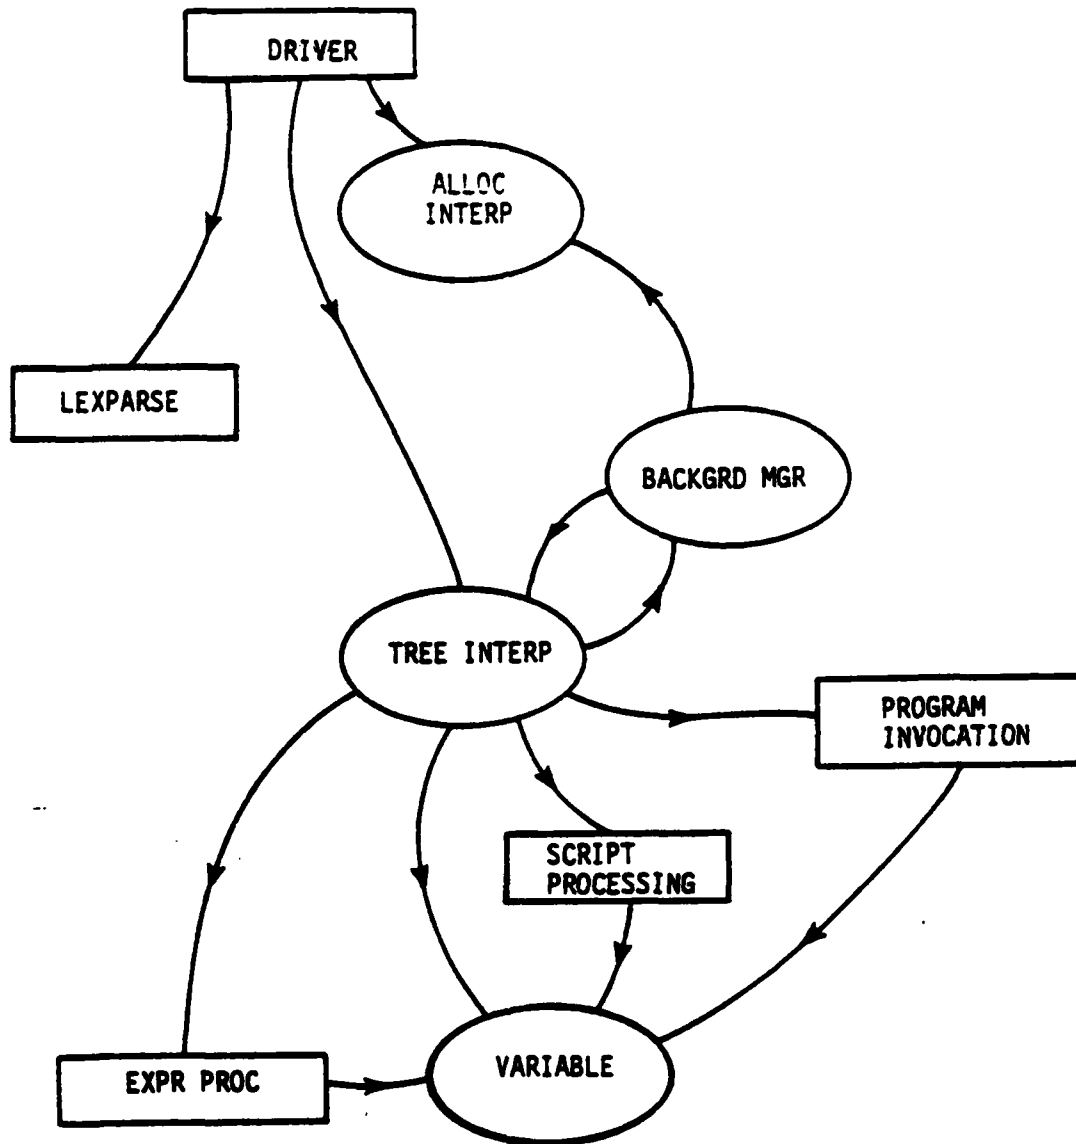 DRIVER
ALLOC
INTERP
LEXPARSE
BACKGRD MGR
TREE INTERP
PROGRAM
INVOCATION
SCRIPT
PROCESSING
VARIABLE
EXPR PROC